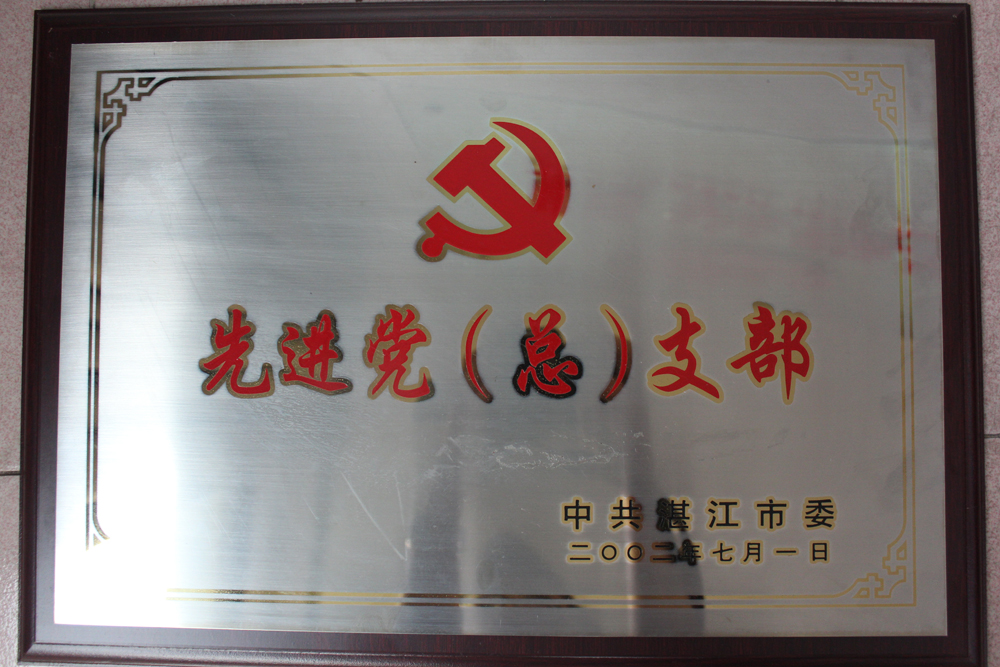 先进党（总）支部
中共湛江市委
二〇〇二年七月一日